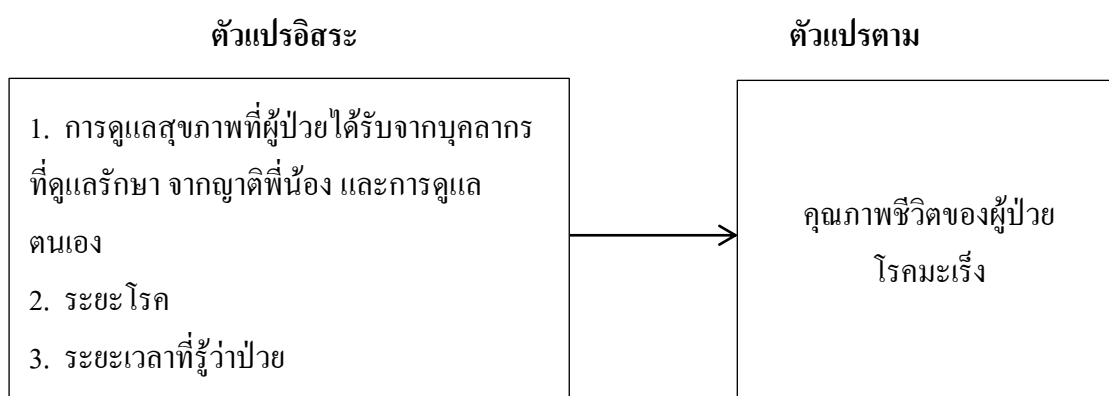 ตัวแปรอิสระ
ตัวแปรตาม
1. การดูแลสุขภาพที่ผู้ป่วยได้รับจากบุคลากร
ที่ดูแลรักษา จากญาติพี่น้อง และการดูแล
ตนเอง
2. ระยะโรค
3. ระยะเวลาที่รู้ว่าป่วย
คุณภาพชีวิตของผู้ป่วย
โรคมะเร็ง